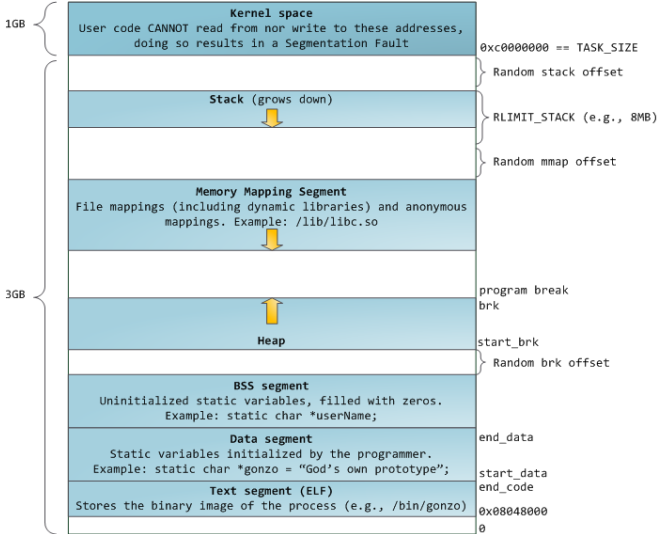 1GB
Kernel space
User code CANNOT read from nor write to these addresses,
doing so results in a Segmentation Fault
0xc0000000 == TASK_SIZE
Random stack offset
Stack (grows down)
RLIMIT_STACK (e.g., 8MB)
Random mmap offset
Memory Mapping Segment
File mappings (including dynamic libraries) and anonymous
mappings. Example: /lib/libc.so
3GB
program break
brk
Heap
start_brk
Random brk offset
BSS segment
Uninitialized static variables, filled with zeros.
Example: static char *userName;
Data segment
Static variables initialized by the programmer.
Example: static char *gonzo = “God’s own prototype”;
end_data
start_data
end_code
Text segment (ELF)
Stores the binary image of the process (e.g., /bin/gonzo)
0x08048000
0